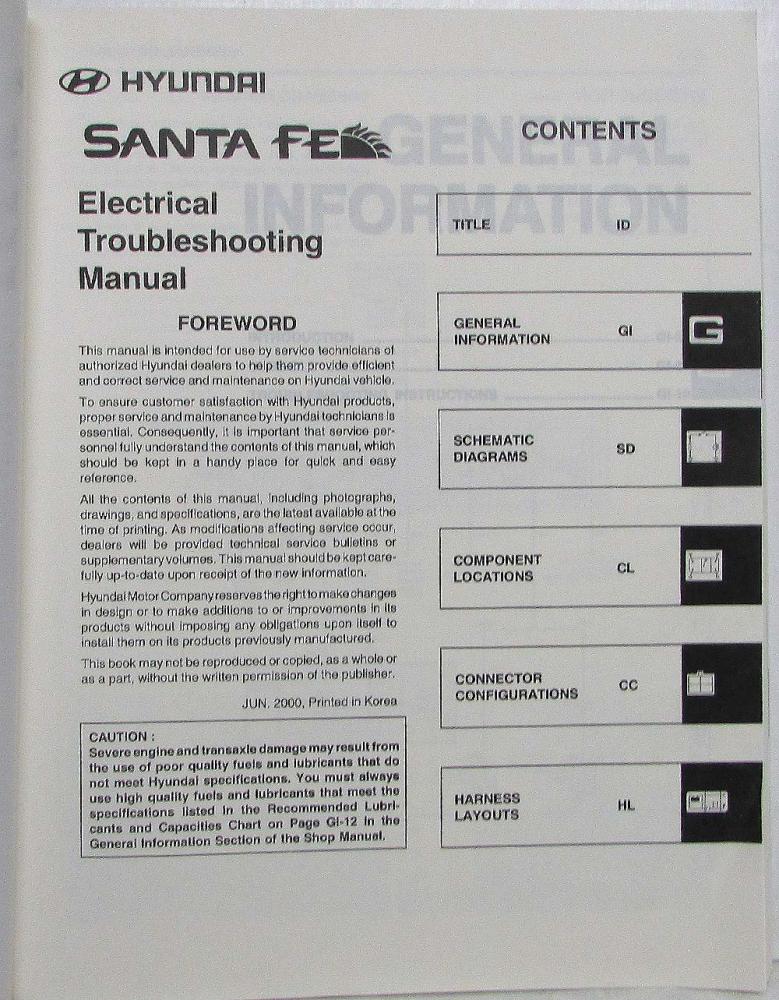 HYUNDAI
SANTA FE
Electrical
Troubleshooting
Manual
FOREWORD
This manual is intended for use by service technicians of
authorized Hyundai dealers to help them provide efficient
and correct service and maintenance on Hyundai vehicle.
To ensure customer satisfaction with Hyundai products,
proper service and maintenance by Hyundai technicians is
essential. Consequently, it is important that service per-
sonnel fully understand the contents of this manual, which
should be kept in a handy place for quick and easy
reference.
All the contents of this manual, including photographs,
drawings, and specifications, are the latest available at the
time of printing. As modifications affecting service occur,
dealers will be provided technical service bulletins or
supplementary volumes. This manual should be kept care-
fully up-to-date upon receipt of the new information.
Hyundai Motor Company reserves the right to make changes
in design or to make additions to or improvements in its
products without imposing any obligations upon itself to
install them on its products previously manufactured.
This book may not be reproduced or copied, as a whole or
as a part, without the written permission of the publisher.
JUN. 2000, Printed in Korea
CAUTION :
Severe engine and transaxle damage may result from
the use of poor quality fuels and lubricants that do
not meet Hyundai specifications. You must always
use high quality fuels and lubricants that meet the
specifications listed in the Recommended Lubri-
cants and Capacities Chart on Page GI-12 in the
General Information Section of the Shop Manual.
CONTENTS
TITLE ID
GENERAL
INFORMATION GI
G
SCHEMATIC
DIAGRAMS SD
COMPONENT
LOCATIONS CL
CONNECTOR
CONFIGURATIONS CC
HARNESS
LAYOUTS HL
GENERAL
INFORMATION
INTRODUCTION
INSTRUCTIONS